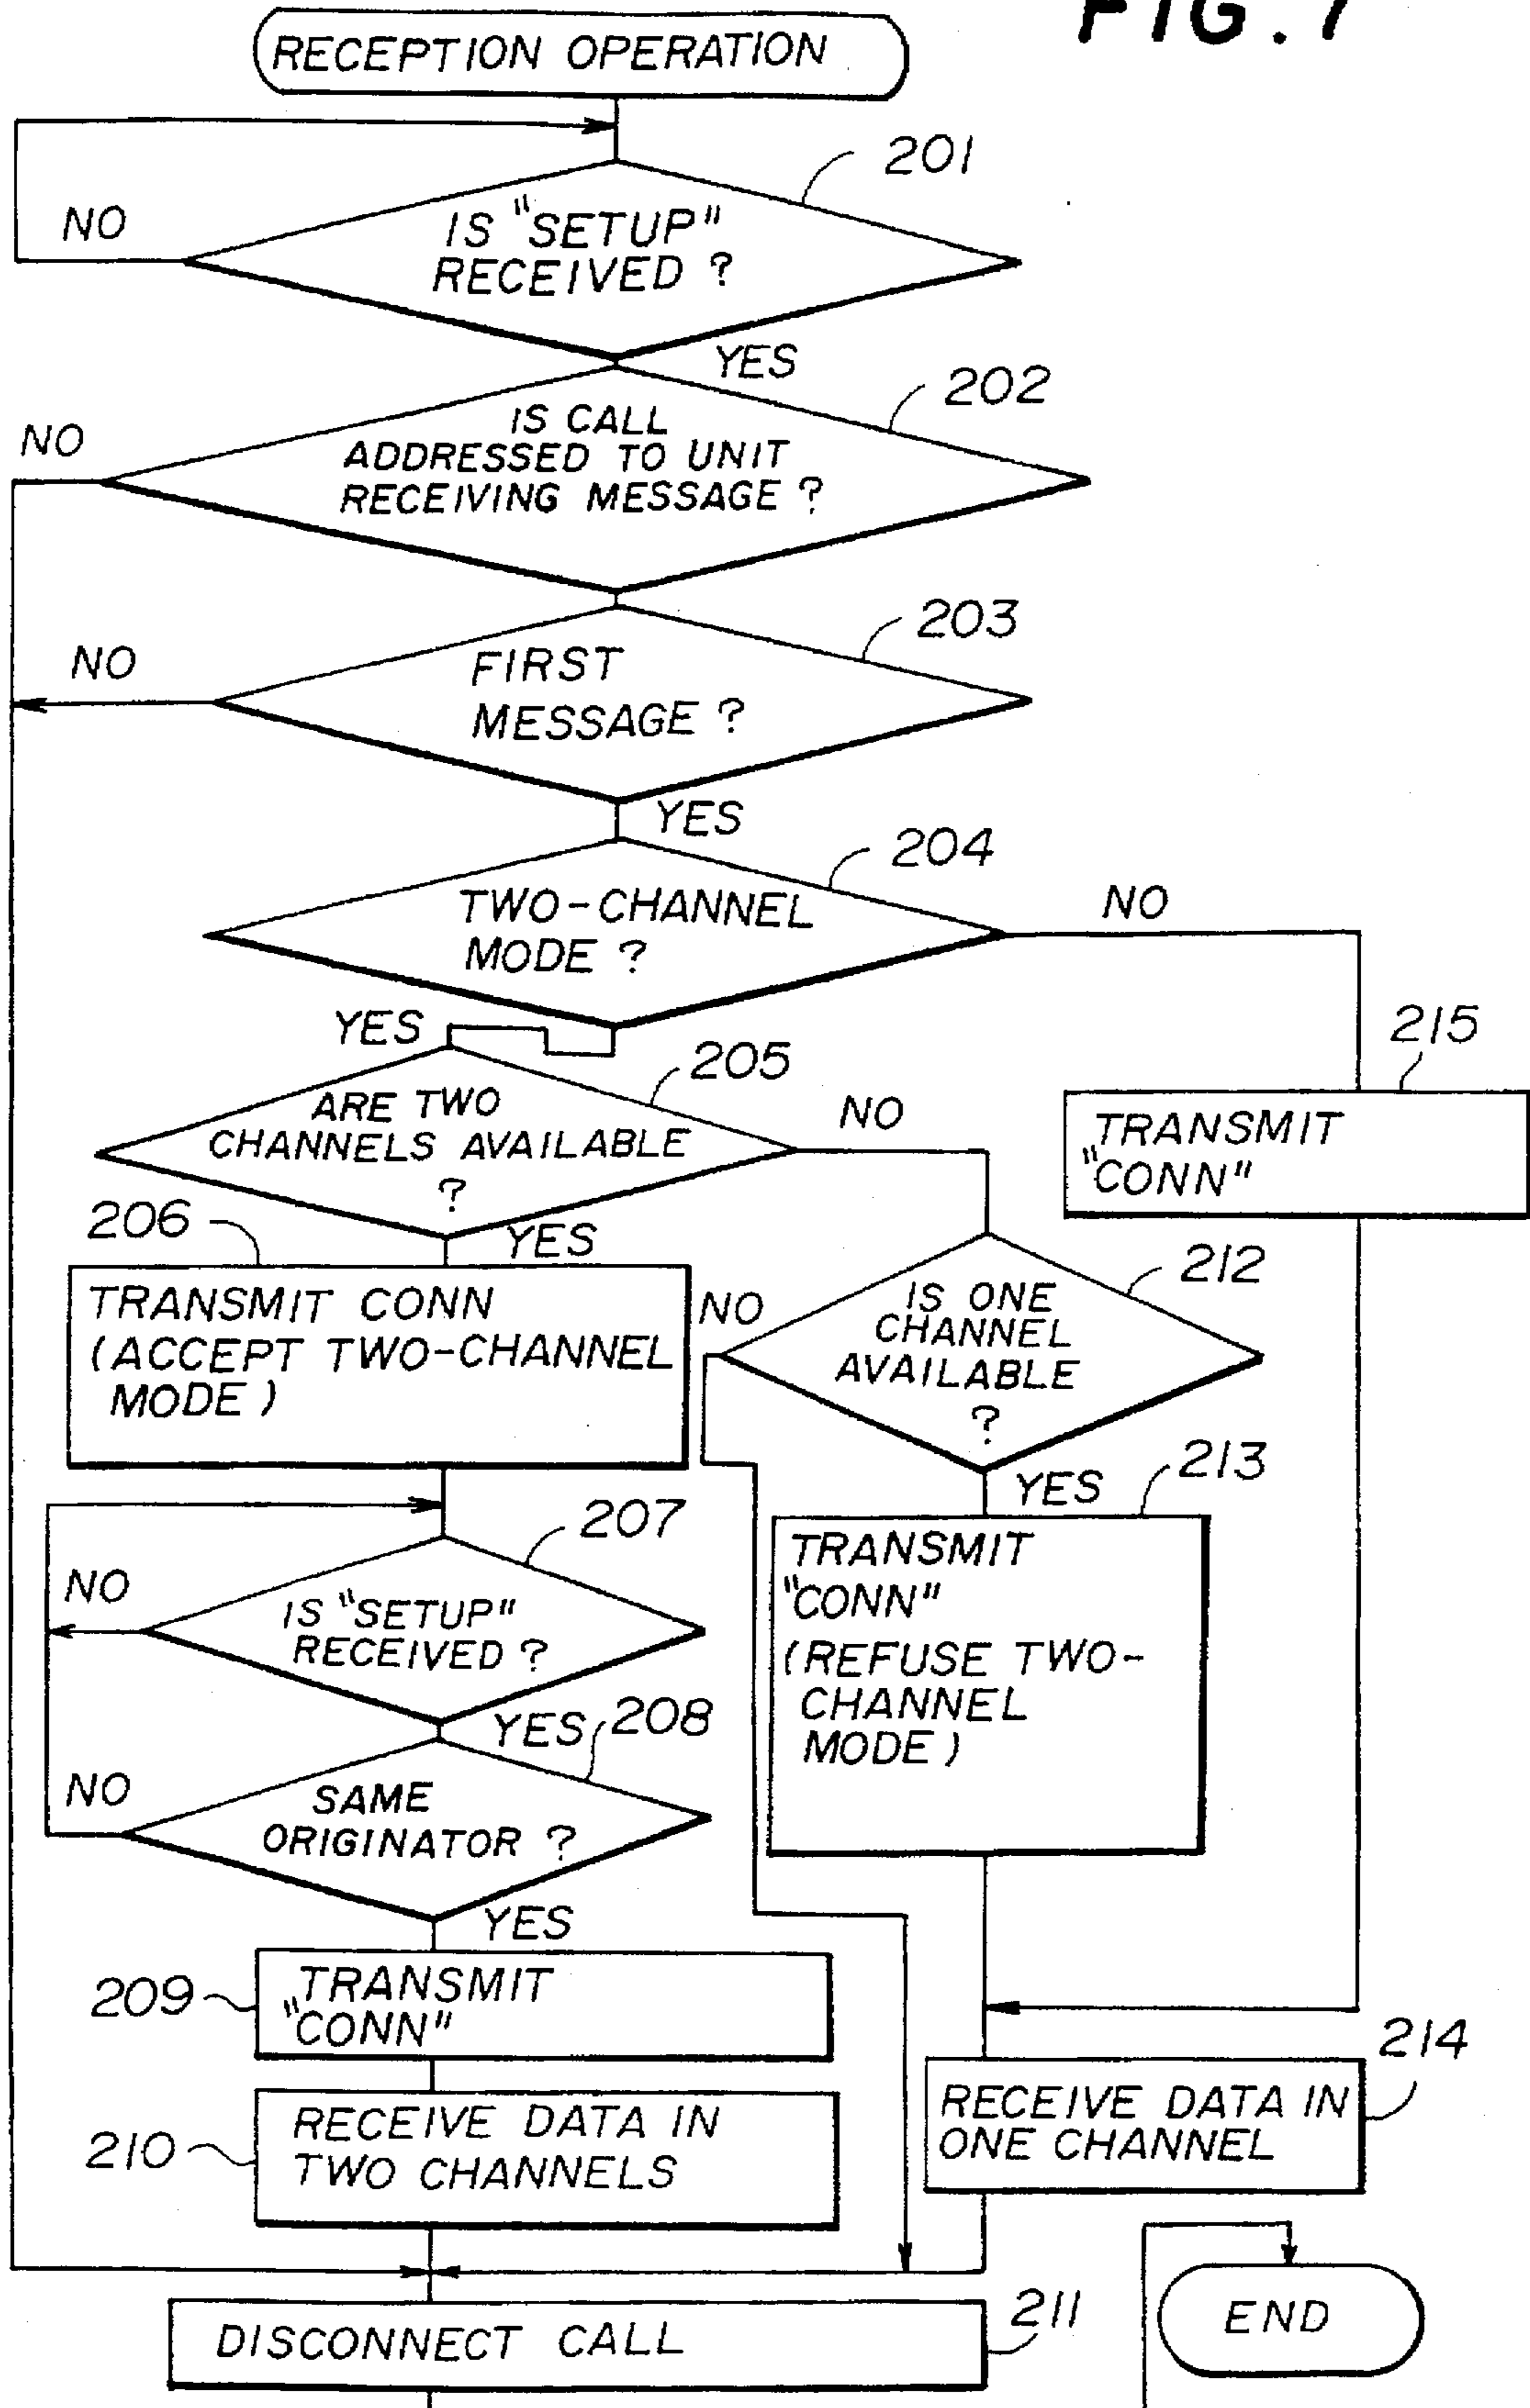 FIG. 7
RECEPTION OPERATION
201
NO
IS "SETUP"
RECEIVED ?
YES
202
NO
IS CALL
ADDRESSED TO UNIT
RECEIVING MESSAGE ?
203
NO
FIRST
MESSAGE ?
YES
204
TWO-CHANNEL
MODE ?
NO
YES
215
205
ARE TWO
CHANNELS AVAILABLE
?
NO
TRANSMIT
"CONN"
206
YES
212
TRANSMIT CONN
(ACCEPT TWO-CHANNEL
MODE)
NO
IS ONE
CHANNEL
AVAILABLE
?
213
YES
207
NO
IS "SETUP"
RECEIVED ?
TRANSMIT
"CONN"
(REFUSE TWO-
CHANNEL
MODE)
YES
208
NO
SAME
ORIGINATOR ?
YES
209
TRANSMIT
"CONN"
214
210
RECEIVE DATA IN
TWO CHANNELS
RECEIVE DATA IN
ONE CHANNEL
211
DISCONNECT CALL
END